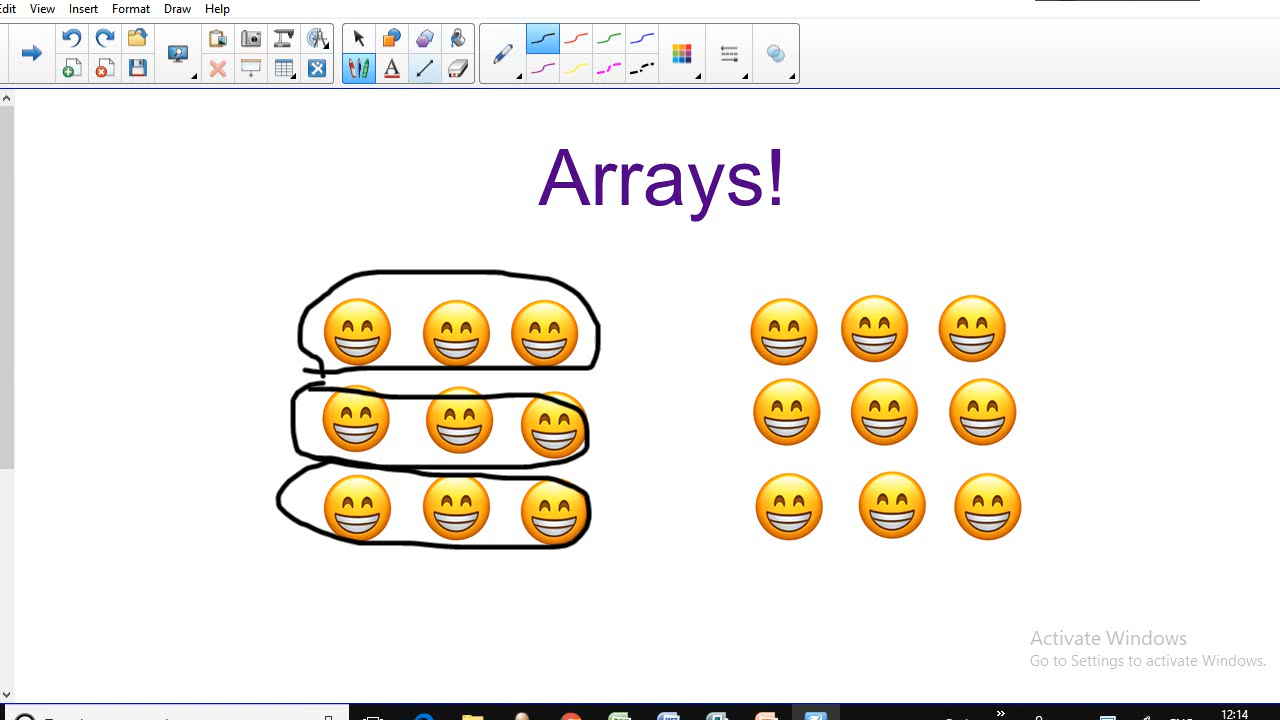 Edit View Insert Format Draw Help
Arrays!
Activate Windows
Go to Settings to activate Windows.
12:14